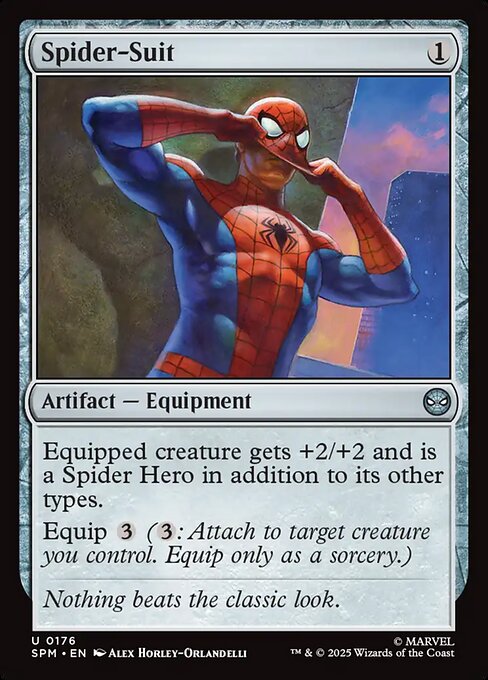 Spider-Suit 1
Artifact — Equipment
Equipped creature gets +2/+2 and is
a Spider Hero in addition to its other
types.
Equip 3 (3: Attach to target creature
you control. Equip only as a sorcery.)
Nothing beats the classic look.
U 0176
SPM • EN Alex Horley-Orlandelli
© MARVEL
™ & © 2025 Wizards of the Coast